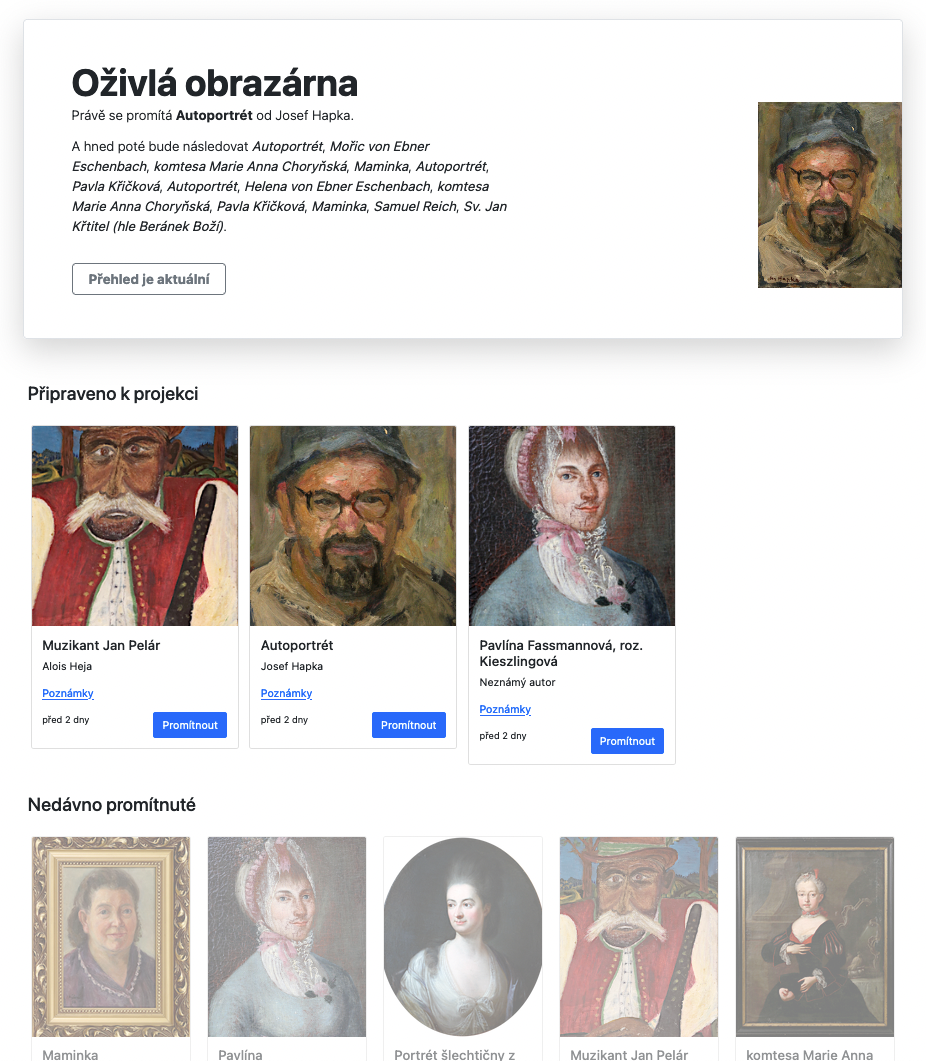 Oživlá obrazárna
Právě se promítá Autoportrét od Josef Hapka.
A hned poté bude následovat Autoportrét, Mořic von Ebner
Eschenbach, komtesa Marie Anna Choryňská, Maminka, Autoportrét,
Pavla Křičková, Autoportrét, Helena von Ebner Eschenbach, komtesa
Marie Anna Choryňská, Pavla Křičková, Maminka, Samuel Reich, Sv. Jan
Křtitel (hle Beránek Boží).
Přehled je aktuální
Připraveno k projekci
Muzikant Jan Pelár
Alois Heja
Poznámky
před 2 dny
Promítnout
Autoportrét
Josef Hapka
Poznámky
před 2 dny
Promítnout
Pavlína Fassmannová, roz.
Kieszlingová
Neznámý autor
Poznámky
před 2 dny
Promítnout
Nedávno promítnuté
Maminka
Pavlína
Portrét šlechtičny z
Muzikant Jan Pelár
komtesa Marie Anna